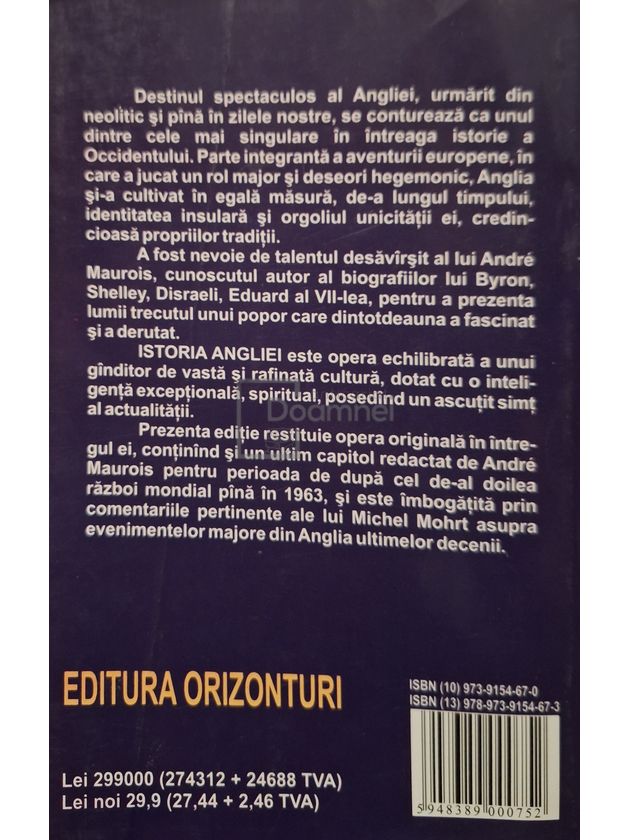 Destinul spectaculos al Angliei, urmărit din
neolitic şi pînă în zilele nostre, se conturează ca unul
dintre cele mai singulare în întreaga istorie a
Occidentului. Parte integrantă a aventurii europene, în
care a jucat un rol major şi deseori hegemonic, Anglia
şi-a cultivat în egală măsură, de-a lungul timpului,
identitatea insulară şi orgoliul unicităţii ei, credin-
cioasă propriilor tradiţii.
A fost nevoie de talentul desăvîrşit al lui André
Maurois, cunoscutul autor al biografiilor lui Byron,
Shelley, Disraeli, Eduard al VII-lea, pentru a prezenta
lumii trecutul unui popor care dintotdeauna a fascinat
şi a derutat.
ISTORIA ANGLIEI este opera echilibrată a unui
gînditor de vastă şi rafinată cultură, dotat cu o inteli-
genţă excepţională, spiritual, posedînd un ascuţit simţ
al actualităţii.
Prezenta ediţie restituie opera originală în între-
gul ei, conţinînd şi un ultim capitol redactat de André
Maurois pentru perioada de după cel de-al doilea
război mondial pînă în 1963, şi este îmbogăţită prin
comentariile pertinente ale lui Michel Mohrt asupra
evenimentelor majore din Anglia ultimelor decenii.
EDITURA ORIZONTURI
ISBN (10) 973-9154-67-0
ISBN (13) 978-973-9154-67-3
5 948389 000752
Lei 299000 (274312 + 24688 TVA)
Lei noi 29,9 (27,44 + 2,46 TVA)